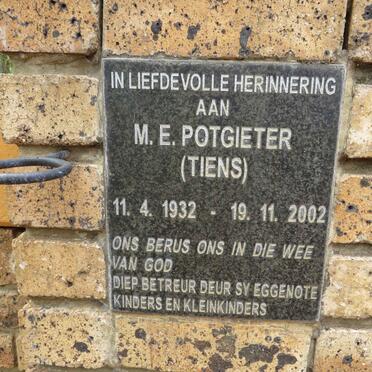 IN LIEFDEVOLLE HERINNERING
AAN
M. E. POTGIETER
(TIENS)
11. 4. 1932 - 19. 11. 2002
ONS BERUS ONS IN DIE WEE
VAN GOD
DIEP BETREUR DEUR SY EGGENOTE
KINDERS EN KLEINKINDERS